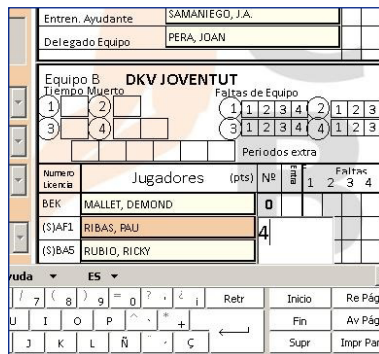 Entren. Ayudante SAMANIEGO, J.A.
Delegado Equipo PERA, JOAN
Equipo B DKV JOVENTUT
Tiempo Muerto Faltas de Equipo
1 2 1 1 2 3 4 2 1 2 3
3 4 3 1 2 3 4 4 1 2 3
Periodos extra
Numero Licencia Jugadores (pts) Nº Entra Faltas
1 2 3 4
BEK MALLET, DEMOND 0
(S)AF1 RIBAS, PAU 4
(S)BA5 RUBIO, RICKY
yuda ES
/ 7 ( 8 ) 9 = 0 ? ' ¿ ¡ Retr Inicio Re Pág
U I O P ^ ` * + Fin Av Pág
J K L Ñ ¨ ´ Ç Supr Impr Pan